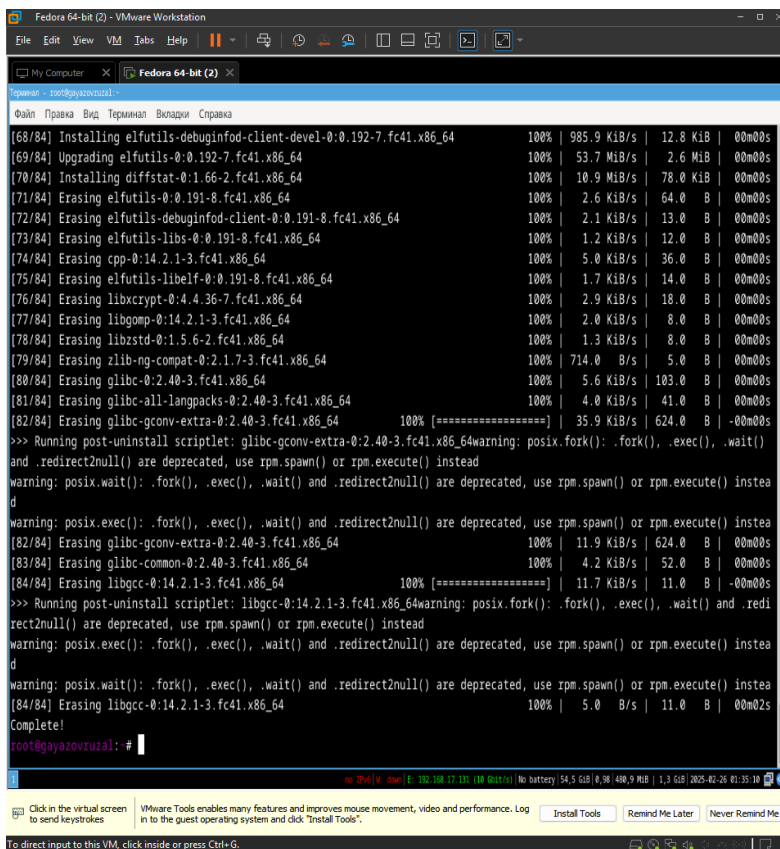 Fedora 64-bit (2) - VMware Workstation
File Edit View VM Tabs Help
My Computer Fedora 64-bit (2)
Терминал - root@gayazovruzal:~
Файл Правка Вид Терминал Вкладки Справка
[68/84] Installing elfutils-debuginfod-client-devel-0:0.192-7.fc41.x86_64 100% | 985.9 KiB/s | 12.8 KiB | 00m00s
[69/84] Upgrading elfutils-0:0.192-7.fc41.x86_64 100% | 53.7 MiB/s | 2.6 MiB | 00m00s
[70/84] Installing diffstat-0:1.66-2.fc41.x86_64 100% | 10.9 MiB/s | 78.0 KiB | 00m00s
[71/84] Erasing elfutils-0:0.191-8.fc41.x86_64 100% | 2.6 KiB/s | 64.0 B | 00m00s
[72/84] Erasing elfutils-debuginfod-client-0:0.191-8.fc41.x86_64 100% | 2.1 KiB/s | 13.0 B | 00m00s
[73/84] Erasing elfutils-libs-0:0.191-8.fc41.x86_64 100% | 1.2 KiB/s | 12.0 B | 00m00s
[74/84] Erasing cpp-0:14.2.1-3.fc41.x86_64 100% | 5.0 KiB/s | 36.0 B | 00m00s
[75/84] Erasing elfutils-libelf-0:0.191-8.fc41.x86_64 100% | 1.7 KiB/s | 14.0 B | 00m00s
[76/84] Erasing libxcrypt-0:4.4.36-7.fc41.x86_64 100% | 2.9 KiB/s | 18.0 B | 00m00s
[77/84] Erasing libgomp-0:14.2.1-3.fc41.x86_64 100% | 2.0 KiB/s | 8.0 B | 00m00s
[78/84] Erasing libzstd-0:1.5.6-2.fc41.x86_64 100% | 1.3 KiB/s | 8.0 B | 00m00s
[79/84] Erasing zlib-ng-compat-0:2.1.7-3.fc41.x86_64 100% | 714.0 B/s | 5.0 B | 00m00s
[80/84] Erasing glibc-0:2.40-3.fc41.x86_64 100% | 5.6 KiB/s | 103.0 B | 00m00s
[81/84] Erasing glibc-all-langpacks-0:2.40-3.fc41.x86_64 100% | 4.0 KiB/s | 41.0 B | 00m00s
[82/84] Erasing glibc-gconv-extra-0:2.40-3.fc41.x86_64 100% [==================] | 35.9 KiB/s | 624.0 B | -00m00s
>>> Running post-uninstall scriptlet: glibc-gconv-extra-0:2.40-3.fc41.x86_64warning: posix.fork(): .fork(), .exec(), .wait()
and .redirect2null() are deprecated, use rpm.spawn() or rpm.execute() instead
warning: posix.wait(): .fork(), .exec(), .wait() and .redirect2null() are deprecated, use rpm.spawn() or rpm.execute() instea
d
warning: posix.exec(): .fork(), .exec(), .wait() and .redirect2null() are deprecated, use rpm.spawn() or rpm.execute() instea
[82/84] Erasing glibc-gconv-extra-0:2.40-3.fc41.x86_64 100% | 11.9 KiB/s | 624.0 B | 00m00s
[83/84] Erasing glibc-common-0:2.40-3.fc41.x86_64 100% | 4.2 KiB/s | 52.0 B | 00m00s
[84/84] Erasing libgcc-0:14.2.1-3.fc41.x86_64 100% [==================] | 11.7 KiB/s | 11.0 B | -00m00s
>>> Running post-uninstall scriptlet: libgcc-0:14.2.1-3.fc41.x86_64warning: posix.fork(): .fork(), .exec(), .wait() and .redi
rect2null() are deprecated, use rpm.spawn() or rpm.execute() instead
warning: posix.exec(): .fork(), .exec(), .wait() and .redirect2null() are deprecated, use rpm.spawn() or rpm.execute() instea
d
warning: posix.wait(): .fork(), .exec(), .wait() and .redirect2null() are deprecated, use rpm.spawn() or rpm.execute() instea
[84/84] Erasing libgcc-0:14.2.1-3.fc41.x86_64 100% | 5.0 B/s | 11.0 B | 00m02s
Complete!
root@gayazovruzal:~#
1 no IPv6 | W: down | E: 192.168.17.131 (10 Gbit/s) | No battery | 54,5 GiB | 0,98 | 480,9 MiB | 1,3 GiB | 2025-02-26 01:35:10
Click in the virtual screen
to send keystrokes
VMware Tools enables many features and improves mouse movement, video and performance. Log
in to the guest operating system and click "Install Tools".
Install Tools Remind Me Later Never Remind Me
To direct input to this VM, click inside or press Ctrl+G.